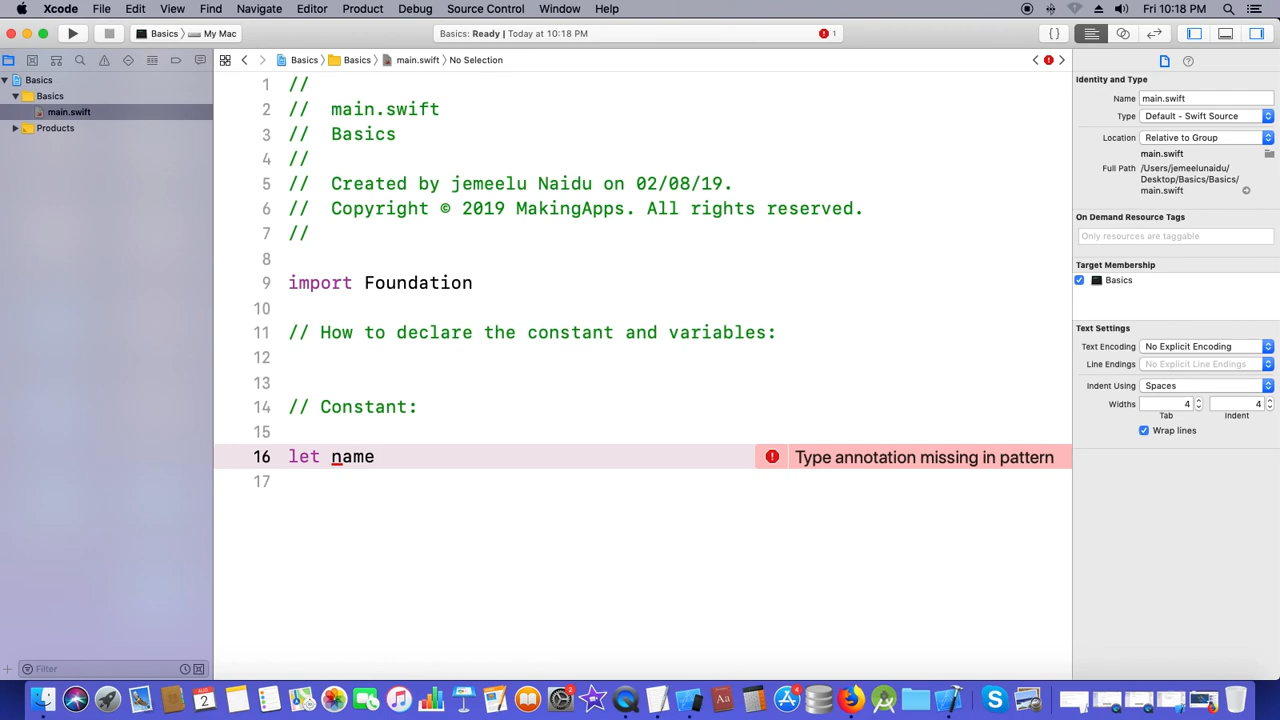 Xcode File Edit View Find Navigate Editor Product Debug Source Control Window Help Fri 10:18 PM
Basics My Mac Basics: Ready | Today at 10:18 PM 1
Basics Basics main.swift No Selection
Basics
Basics
main.swift
Products
Filter
1 //
2 // main.swift
3 // Basics
4 //
5 // Created by jemeelu Naidu on 02/08/19.
6 // Copyright © 2019 MakingApps. All rights reserved.
7 //
8
9 import Foundation
10
11 // How to declare the constant and variables:
12
13
14 // Constant:
15
16 let name Type annotation missing in pattern
17
Identity and Type
Name main.swift
Type Default - Swift Source
Location Relative to Group
main.swift
Full Path /Users/jemeelunaidu/
Desktop/Basics/Basics/
main.swift
On Demand Resource Tags
Only resources are taggable
Target Membership
Basics
Text Settings
Text Encoding No Explicit Encoding
Line Endings No Explicit Line Endings
Indent Using Spaces
Widths 4 4
Tab Indent
Wrap lines